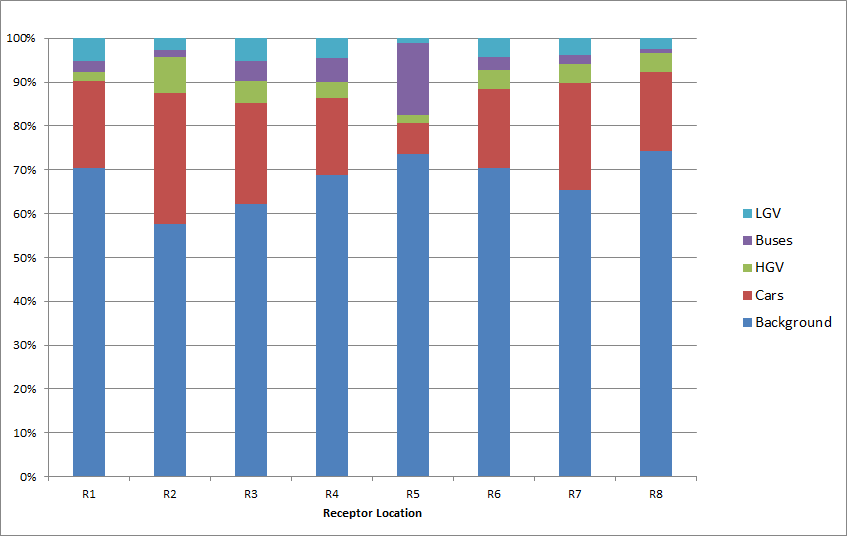 100%
90%
80%
70%
60%
50%
40%
30%
20%
10%
0%
R1 R2 R3 R4 R5 R6 R7 R8
Receptor Location
LGV
Buses
HGV
Cars
Background